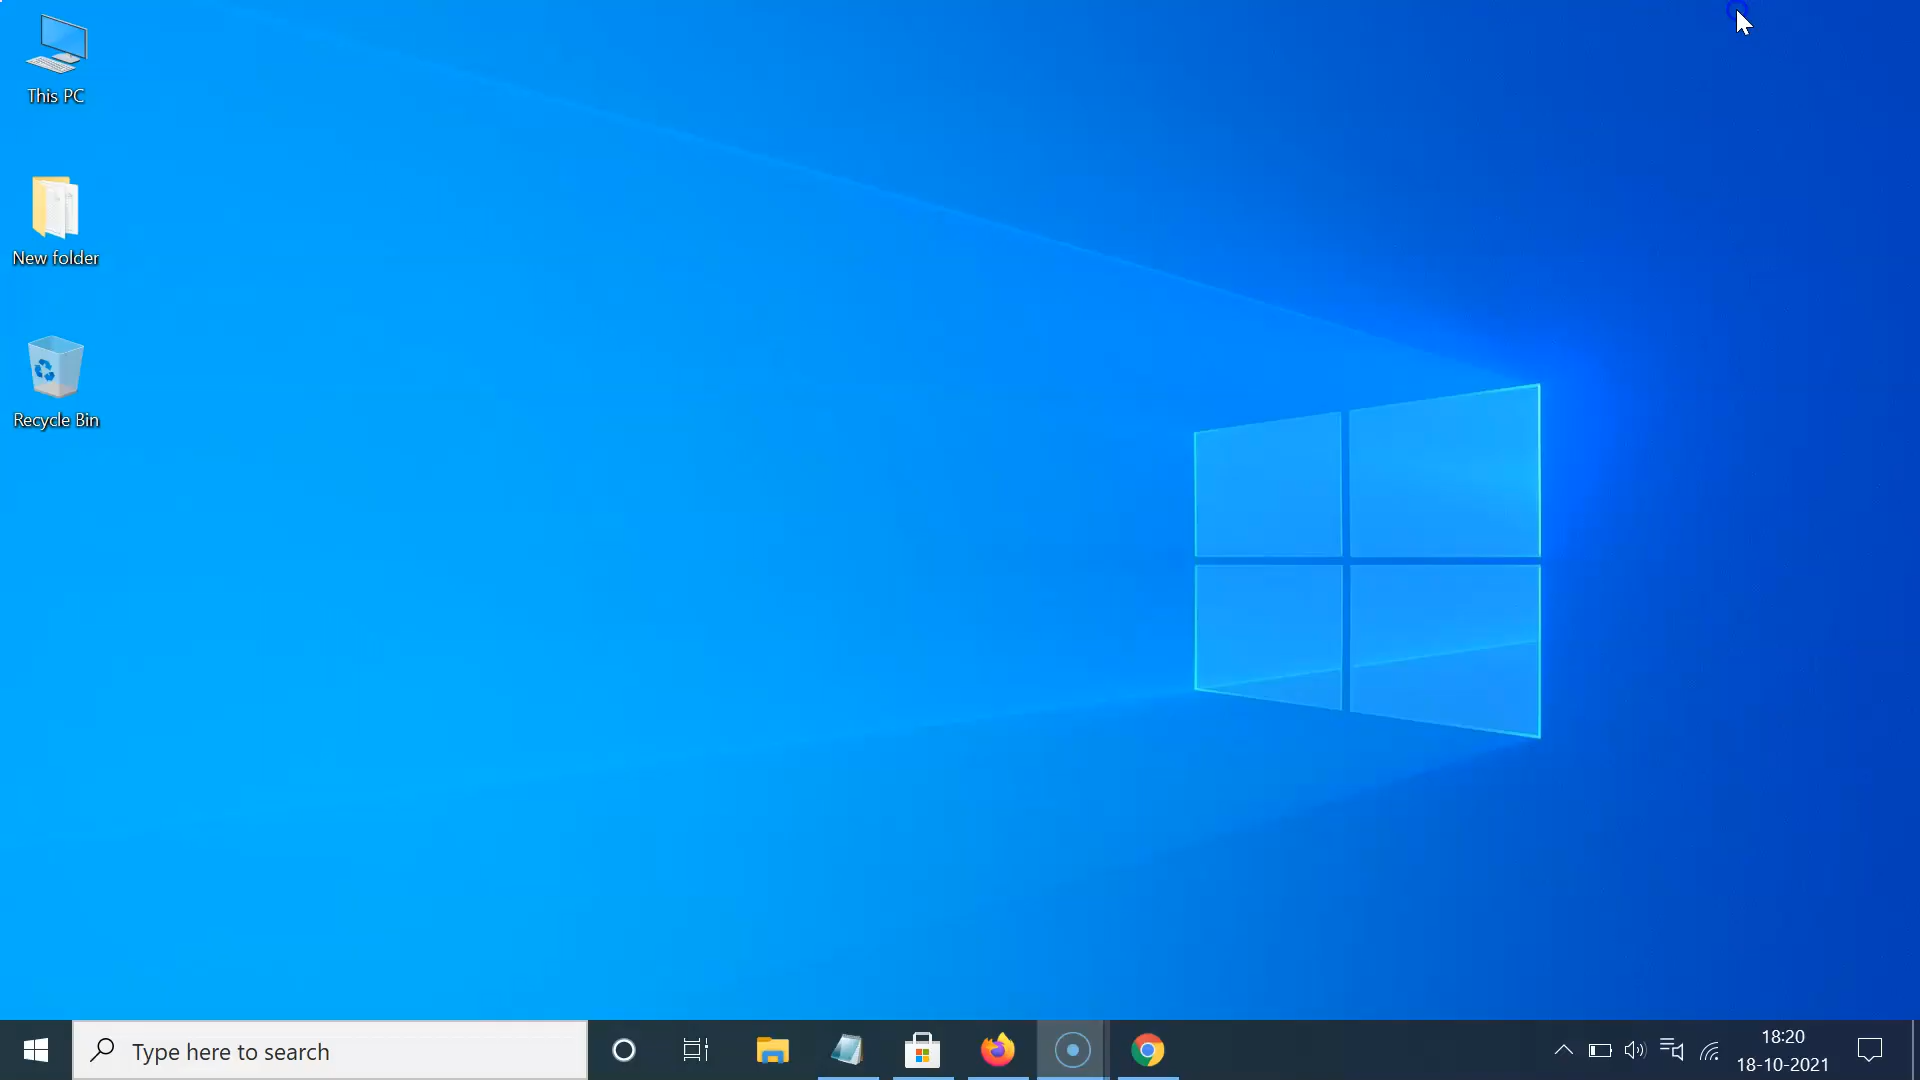 This PC
New folder
Recycle Bin
Type here to search
18:20
18-10-2021